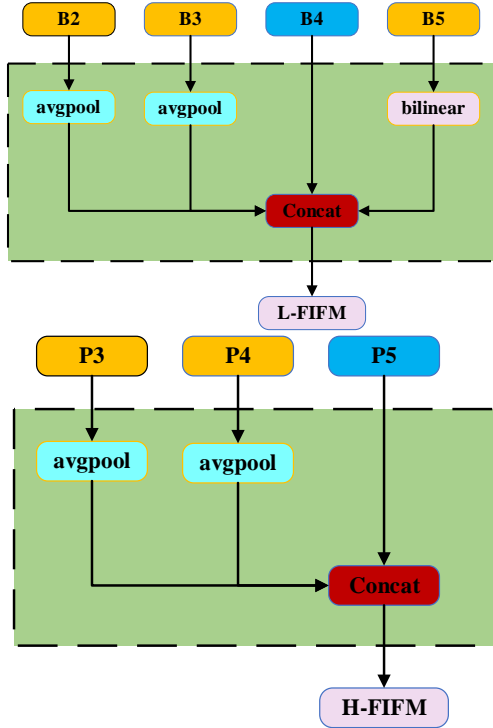 B2 B3 B4 B5
avgpool avgpool bilinear
Concat
L-FIFM
P3 P4 P5
avgpool avgpool
Concat
H-FIFM